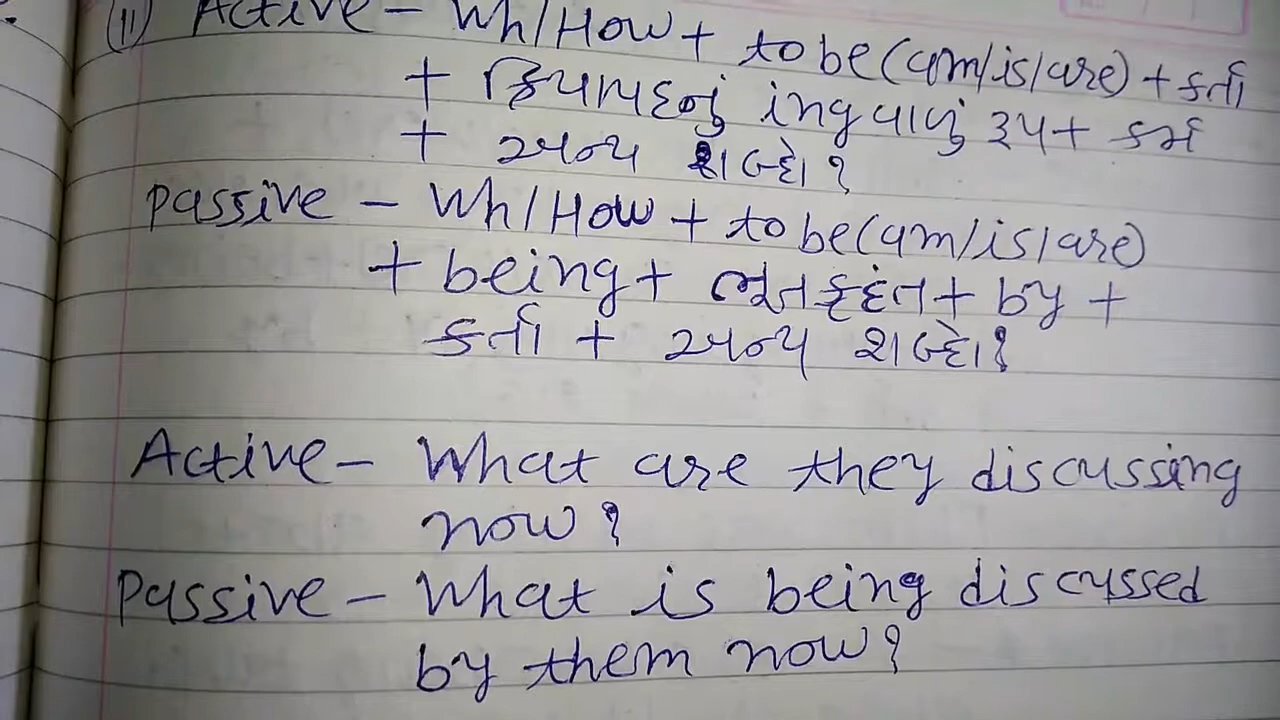 (11) Active - Wh/How + to be (am/is/are) + કર્તા
+ ક્રિયાપદનું ing વાળું રૂપ + કર્મ
+ અન્ય શબ્દો?
Passive - Wh/How + to be (am/is/are)
+ being + ભૂતકૃદંત + by +
કર્તા + અન્ય શબ્દો?
Active - What are they discussing
now?
Passive - What is being discussed
by them now?